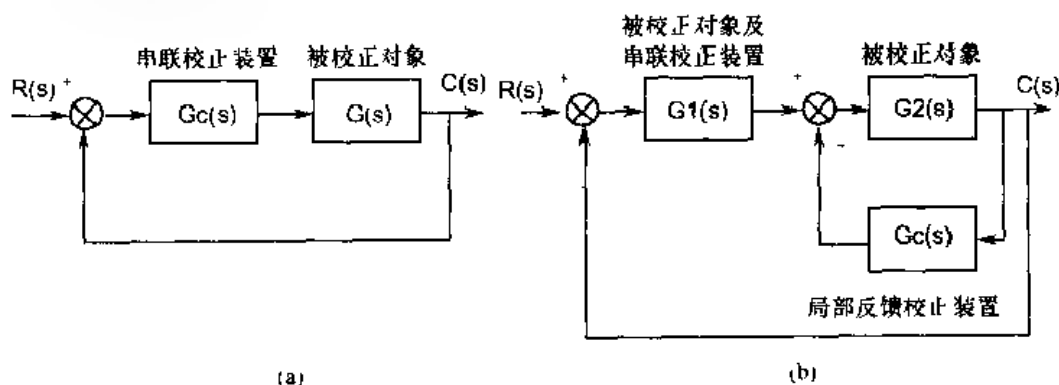 串联校正装置
被校正对象
R(s)
+
Gc(s)
G(s)
C(s)
(a)
被校正对象及
串联校正装置
被校正对象
R(s)
+
G1(s)
+
G2(s)
C(s)
-
Gc(s)
局部反馈校正装置
(b)